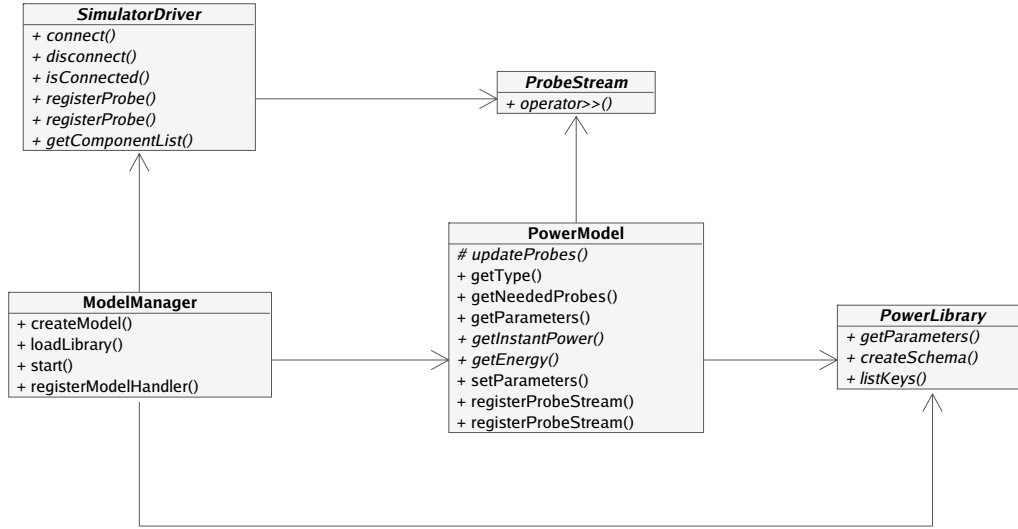 SimulatorDriver
+ connect()
+ disconnect()
+ isConnected()
+ registerProbe()
+ registerProbe()
+ getComponentList()
ProbeStream
+ operator>>()
PowerModel
# updateProbes()
+ getType()
+ getNeededProbes()
+ getParameters()
+ getInstantPower()
+ getEnergy()
+ setParameters()
+ registerProbeStream()
+ registerProbeStream()
ModelManager
+ createModel()
+ loadLibrary()
+ start()
+ registerModelHandler()
PowerLibrary
+ getParameters()
+ createSchema()
+ listKeys()